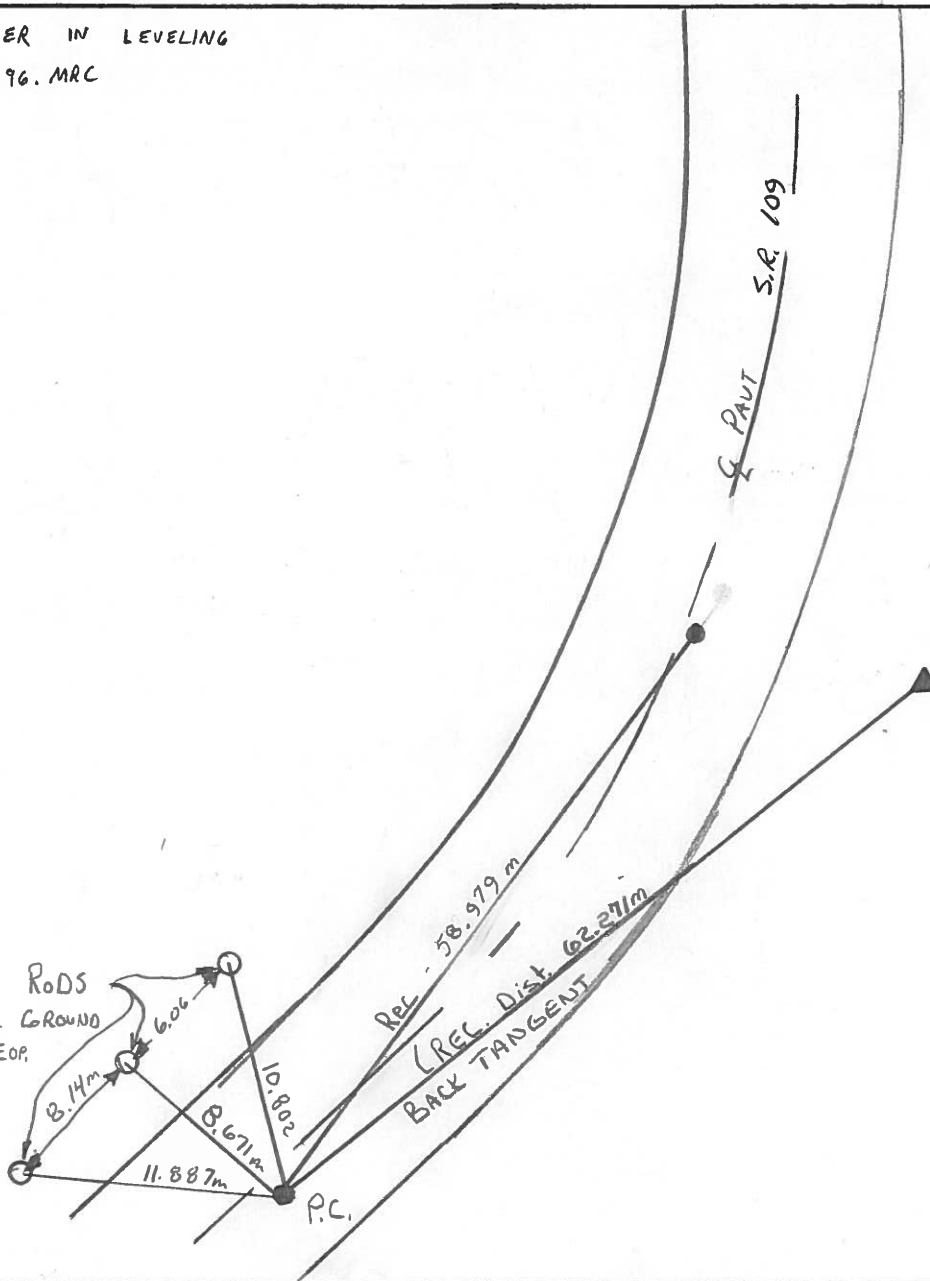 ER IN LEVELING
96. MRC
S.R. 109
℄ PAVT
58.979 m
Rec
(REC. Dist. 62.271m
BACK TANGENT
RODS
GROUND
EOP.
6.06
8.14m
10.802
8.671m
11.887m
P.C.